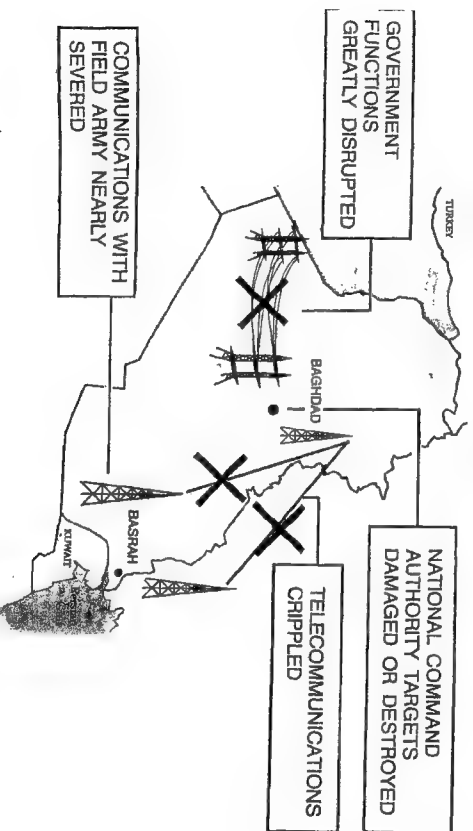 GOVERNMENT
FUNCTIONS
GREATLY DISRUPTED
TURKEY
NATIONAL COMMAND
AUTHORITY TARGETS
DAMAGED OR DESTROYED
BAGHDAD
COMMUNICATIONS WITH
FIELD ARMY NEARLY
SEVERED
TELECOMMUNICATIONS
CRIPPLED
BASRAH
KUWAIT